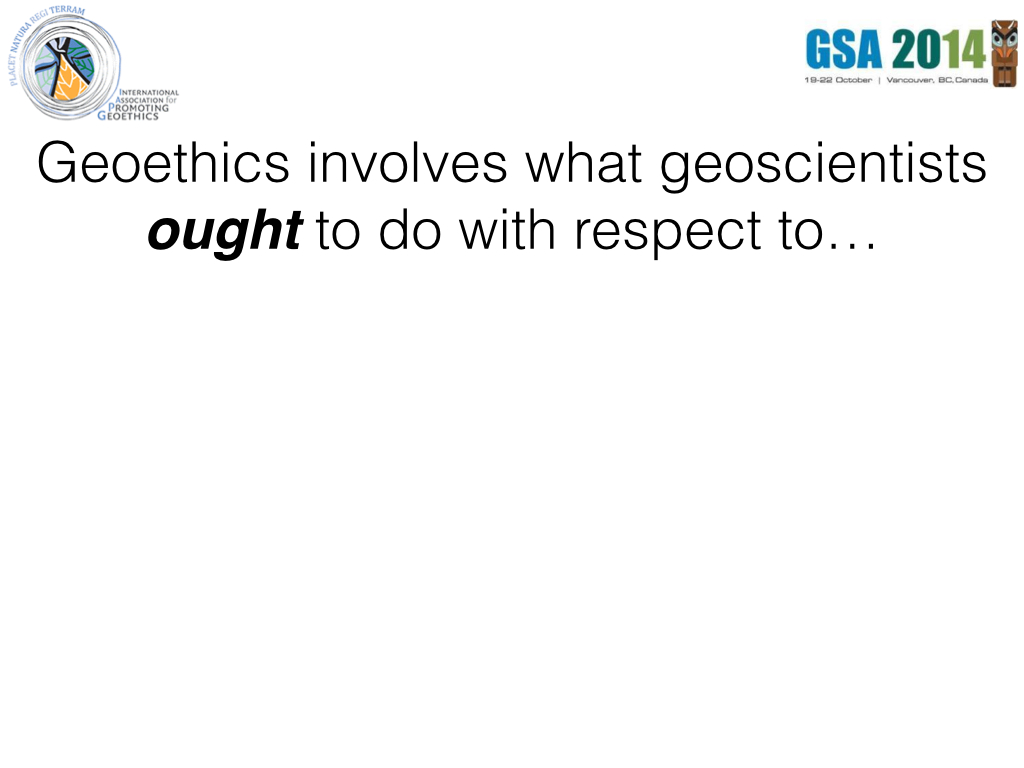 PLACET NATURA REGI TERRAM
INTERNATIONAL
ASSOCIATION for
PROMOTING
GEOETHICS
GSA 2014
19-22 October | Vancouver, BC, Canada
Geoethics involves what geoscientists
ought to do with respect to…